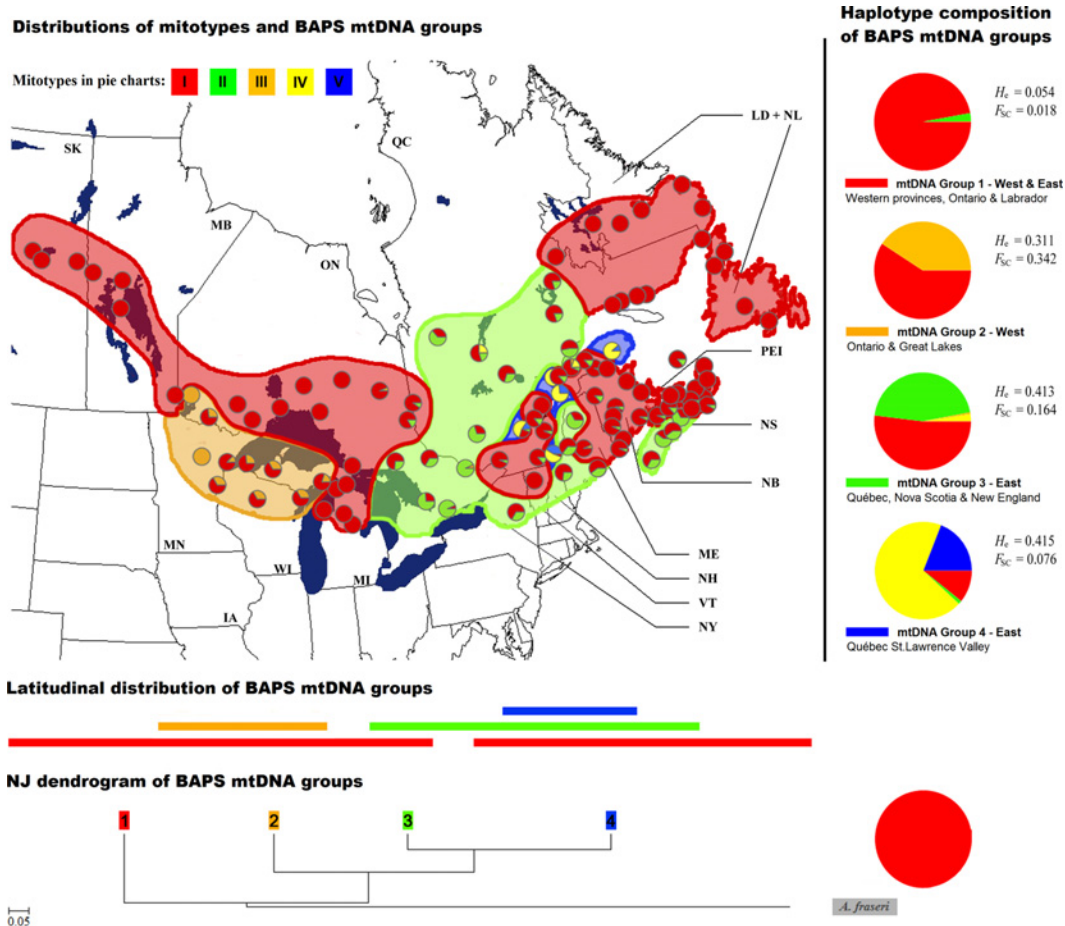 Distributions of mitotypes and BAPS mtDNA groups
Mitotypes in pie charts: I II III IV V
SK
MB
ON
QC
LD + NL
PEI
NS
NB
ME
NH
VT
NY
MN
WI
MI
IA
Haplotype composition
of BAPS mtDNA groups
He = 0.054
FSC = 0.018
mtDNA Group 1 - West & East
Western provinces, Ontario & Labrador
He = 0.311
FSC = 0.342
mtDNA Group 2 - West
Ontario & Great Lakes
He = 0.413
FSC = 0.164
mtDNA Group 3 - East
Québec, Nova Scotia & New England
He = 0.415
FSC = 0.076
mtDNA Group 4 - East
Québec St.Lawrence Valley
Latitudinal distribution of BAPS mtDNA groups
NJ dendrogram of BAPS mtDNA groups
1 2 3 4
A. fraseri
0.05